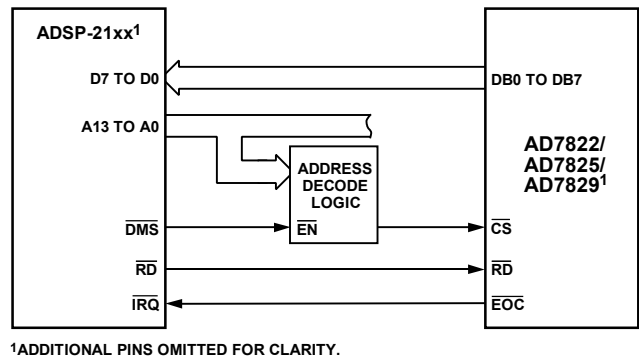 ADSP-21xx¹
D7 TO D0
DB0 TO DB7
A13 TO A0
AD7822/
AD7825/
AD7829¹
ADDRESS
DECODE
LOGIC
DMS
EN
CS
RD
RD
IRQ
EOC
¹ADDITIONAL PINS OMITTED FOR CLARITY.